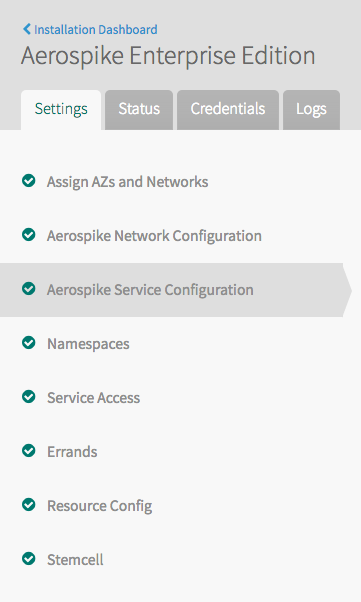 Installation Dashboard
Aerospike Enterprise Edition
Settings Status Credentials Logs
Assign AZs and Networks
Aerospike Network Configuration
Aerospike Service Configuration
Namespaces
Service Access
Errands
Resource Config
Stemcell